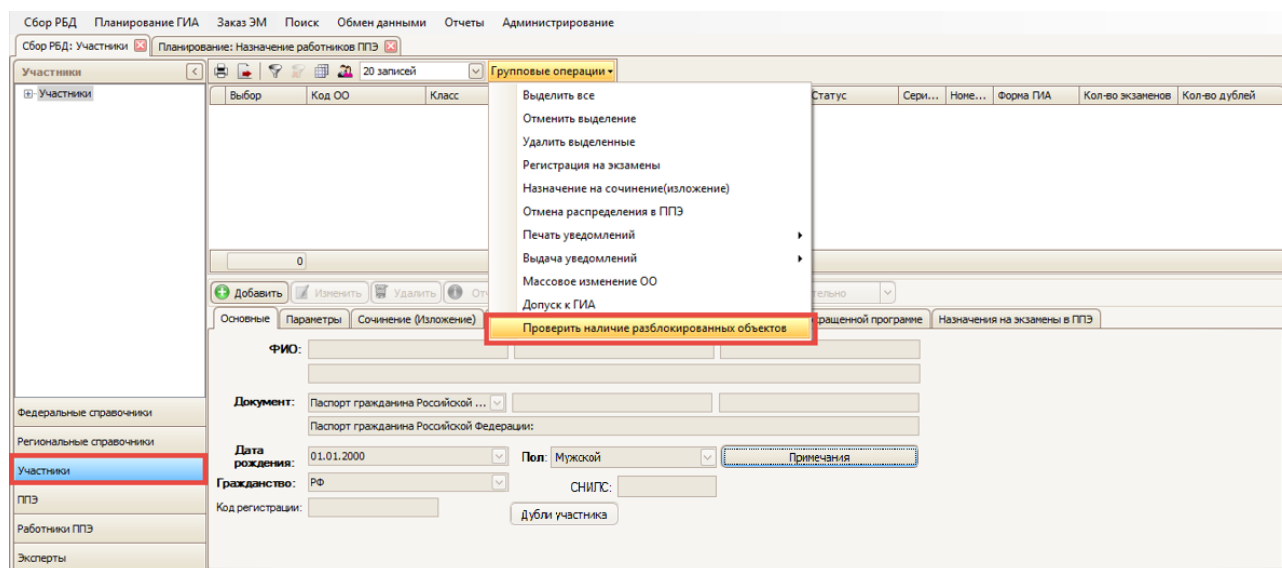 Сбор РБД Планирование ГИА Заказ ЭМ Поиск Обмен данными Отчеты Администрирование
Сбор РБД: Участники Планирование: Назначение работников ППЭ
Участники 20 записей Групповые операции
Участники
Выбор Код ОО Класс Статус Сери... Номе... Форма ГИА Кол-во экзаменов Кол-во дублей
Выделить все
Отменить выделение
Удалить выделенные
Регистрация на экзамены
Назначение на сочинение(изложение)
Отмена распределения в ППЭ
Печать уведомлений
Выдача уведомлений
0
Массовое изменение ОО
Добавить Изменить Удалить
Допуск к ГИА
Основные Параметры Сочинение (Изложение) программе Назначения на экзамены в ППЭ
Проверить наличие разблокированных объектов
ФИО:
Документ: Паспорт гражданина Российской ...
Паспорт гражданина Российской Федерации:
Дата рождения: 01.01.2000 Пол: Мужской Примечания
Гражданство: РФ СНИЛС:
Код регистрации: Дубли участника
Федеральные справочники
Региональные справочники
Участники
ППЭ
Работники ППЭ
Эксперты